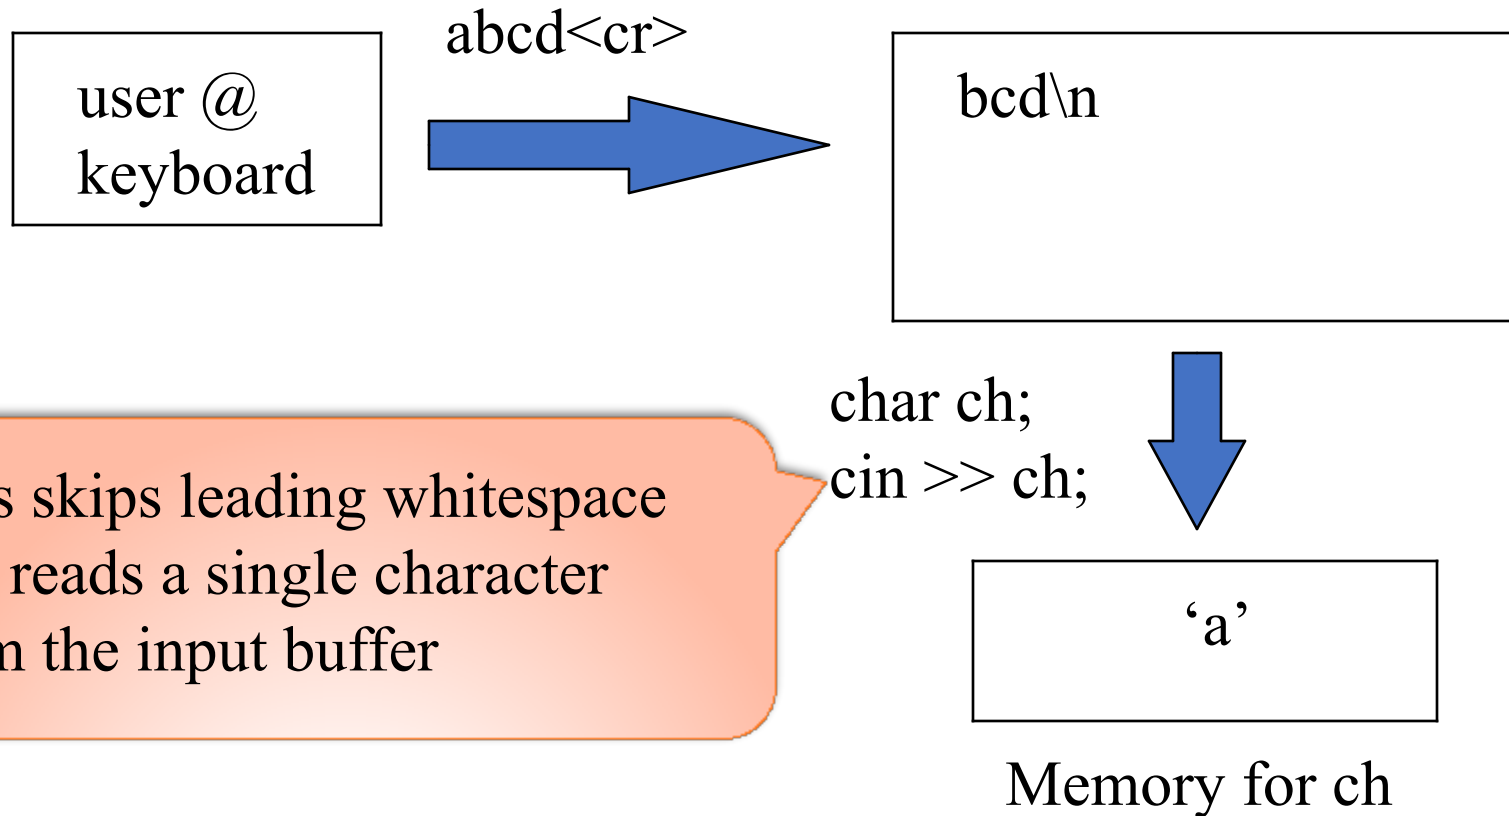 abcd<cr>
user @
keyboard
bcd\n
char ch;
cin >> ch;
skips leading whitespace
reads a single character
the input buffer
‘a’
Memory for ch